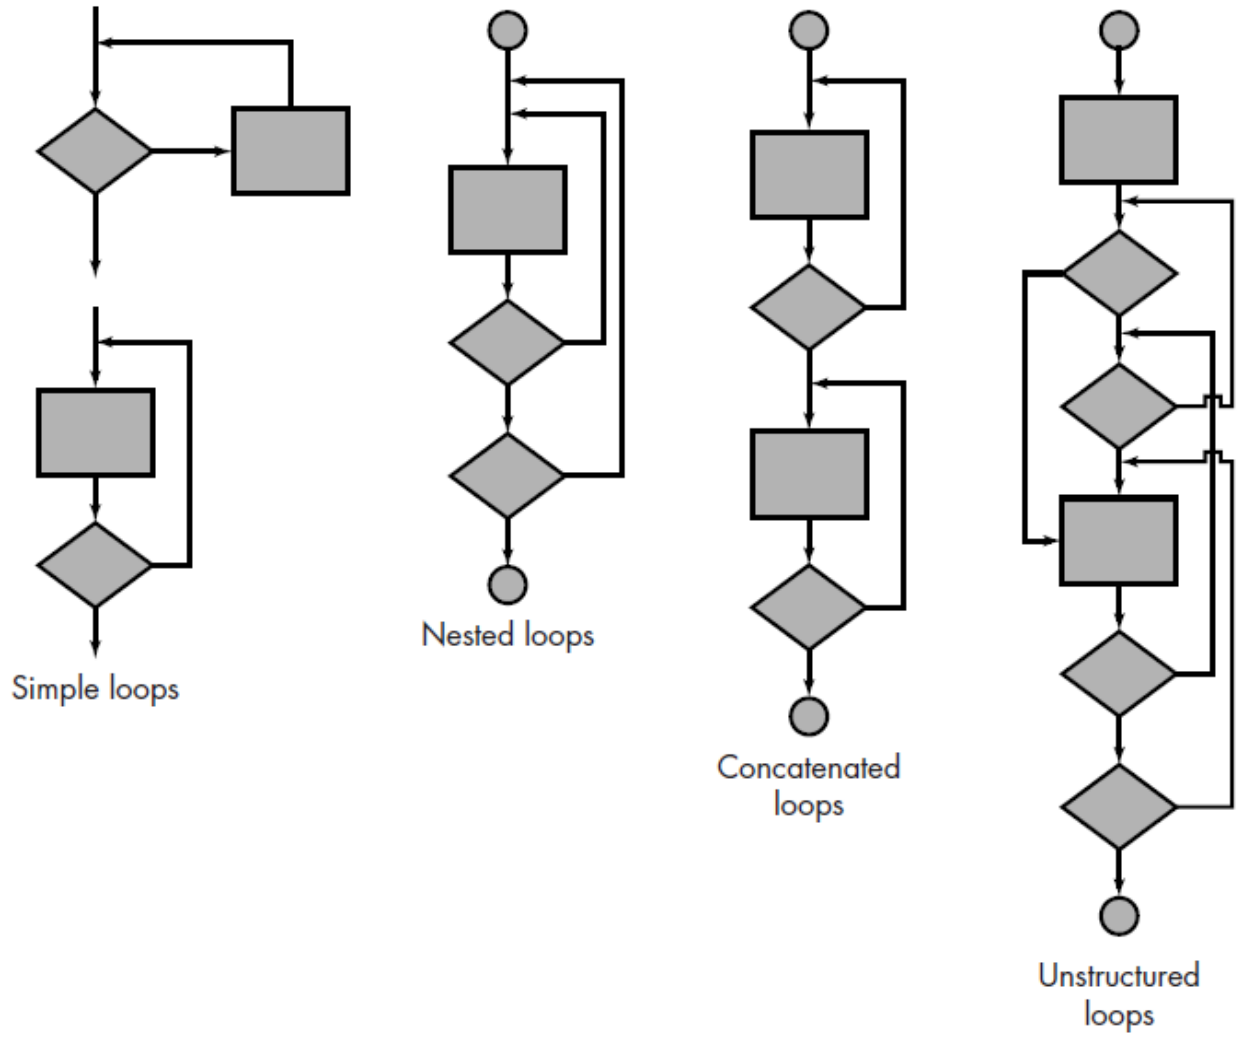 Simple loops
Nested loops
Concatenated
loops
Unstructured
loops